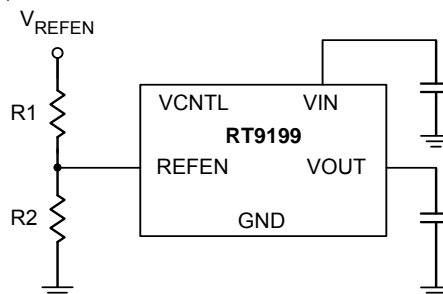 VREFEN
R1
VCNTL VIN
RT9199
REFEN VOUT
R2
GND